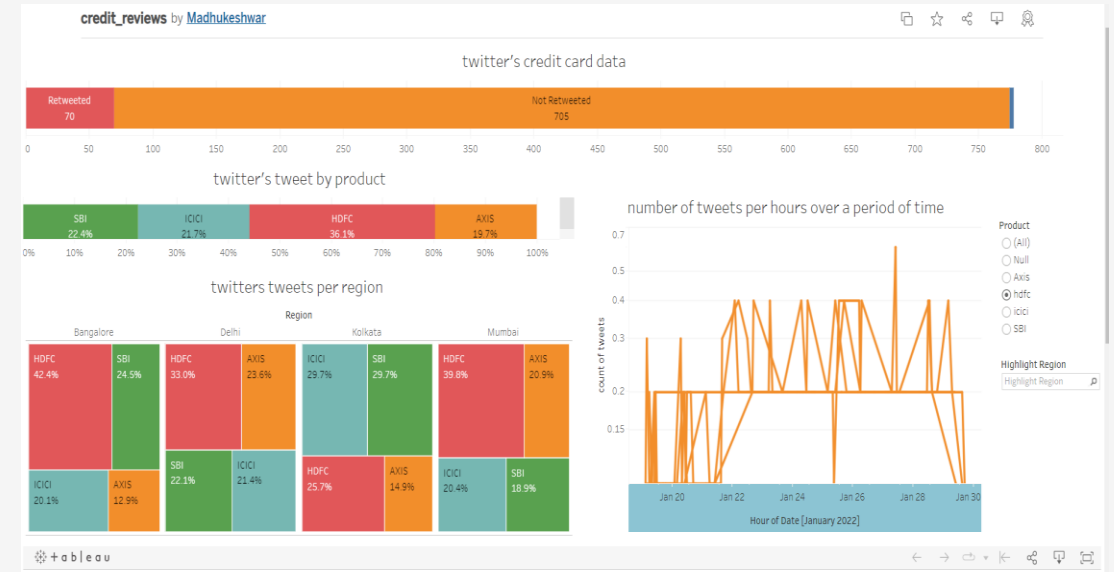 credit_reviews by Madhukeshwar
twitter's credit card data
Retweeted
70
Not Retweeted
705
0 50 100 150 200 250 300 350 400 450 500 550 600 650 700 750 800
twitter's tweet by product
SBI
22.4%
ICICI
21.7%
HDFC
36.1%
AXIS
19.7%
0% 10% 20% 30% 40% 50% 60% 70% 80% 90% 100%
twitters tweets per region
Region
Bangalore Delhi Kolkata Mumbai
HDFC
42.4%
SBI
24.5%
ICICI
20.1%
AXIS
12.9%
HDFC
33.0%
AXIS
23.6%
SBI
22.1%
ICICI
21.4%
ICICI
29.7%
SBI
29.7%
HDFC
25.7%
AXIS
14.9%
HDFC
39.8%
AXIS
20.9%
ICICI
20.4%
SBI
18.9%
number of tweets per hours over a period of time
count of tweets
0.7
0.5
0.4
0.3
0.2
0.15
Jan 20 Jan 22 Jan 24 Jan 26 Jan 28 Jan 30
Hour of Date [January 2022]
Product
(All)
Null
Axis
hdfc
icici
SBI
Highlight Region
Highlight Region
+ableau